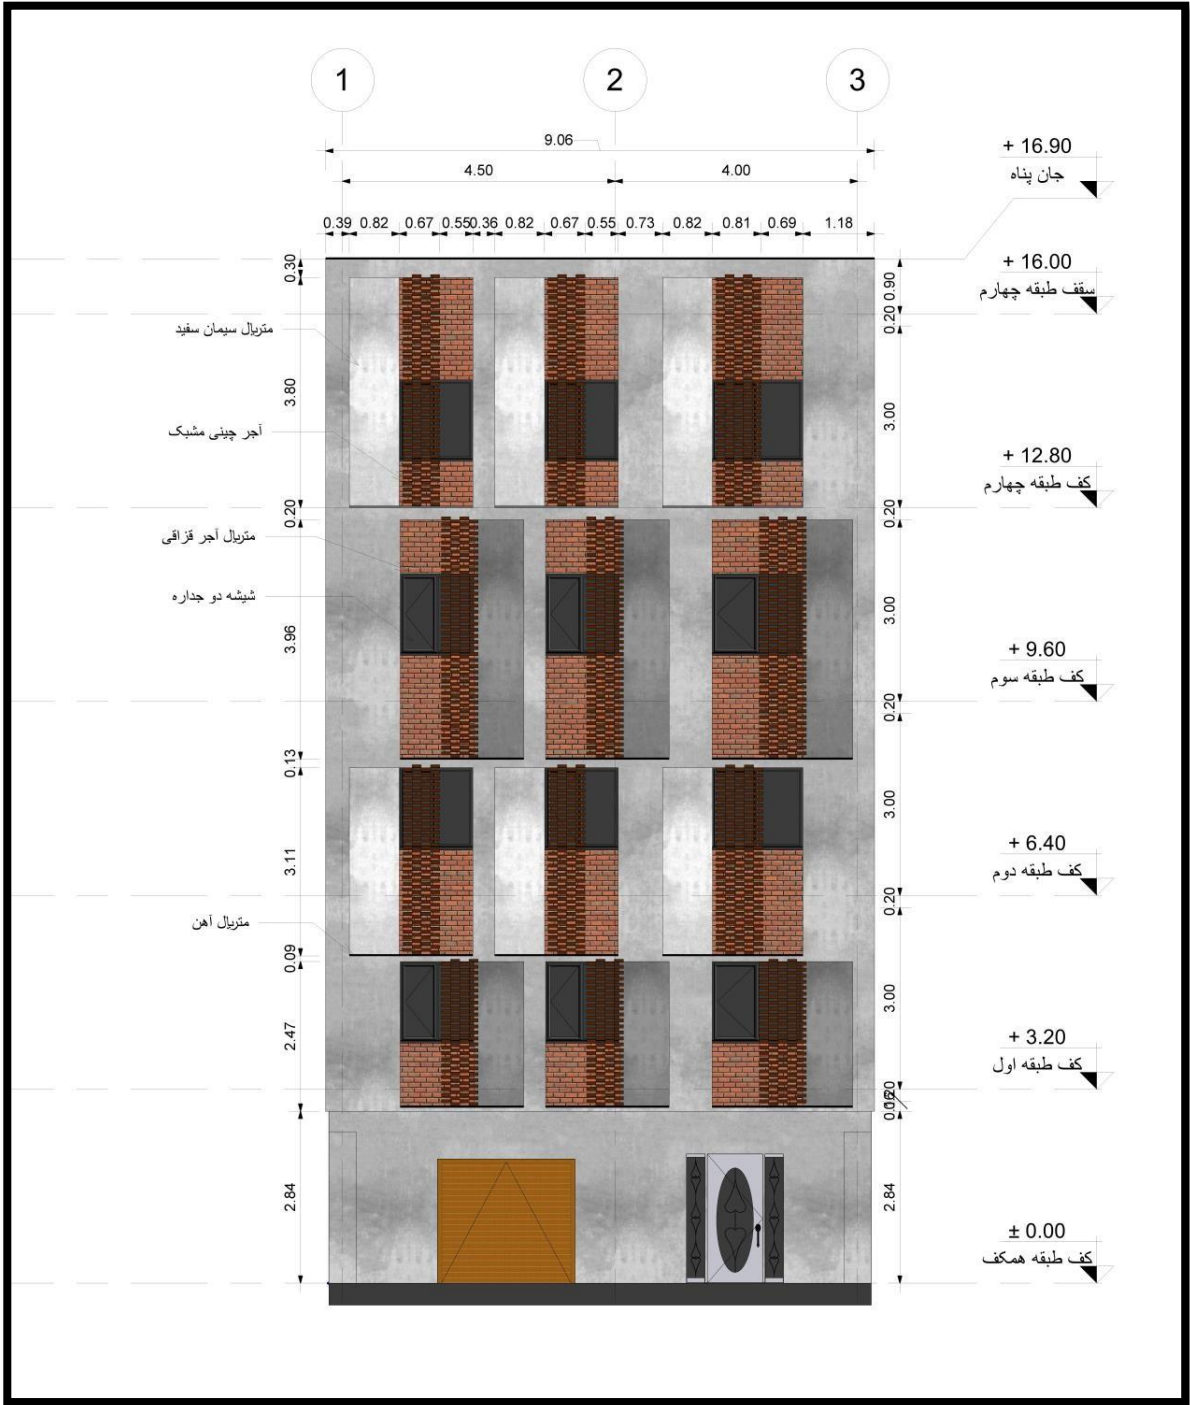 1
2
3
9.06
4.50
4.00
0.39 0.82 0.67 0.55 0.36 0.82 0.67 0.55 0.73 0.82 0.81 0.69 1.18
+ 16.90
جان پناه
+ 16.00
سقف طبقه چهارم
+ 12.80
کف طبقه چهارم
+ 9.60
کف طبقه سوم
+ 6.40
کف طبقه دوم
+ 3.20
کف طبقه اول
± 0.00
کف طبقه همکف
متریال سیمان سفید
آجر چینی مشبک
متریال آجر قزاقی
شیشه دو جداره
متریال آهن
0.30
3.80
0.20
3.96
0.13
3.11
0.09
2.47
2.84
0.90
0.20
3.00
0.20
3.00
0.20
3.00
0.20
3.00
0.20
2.84